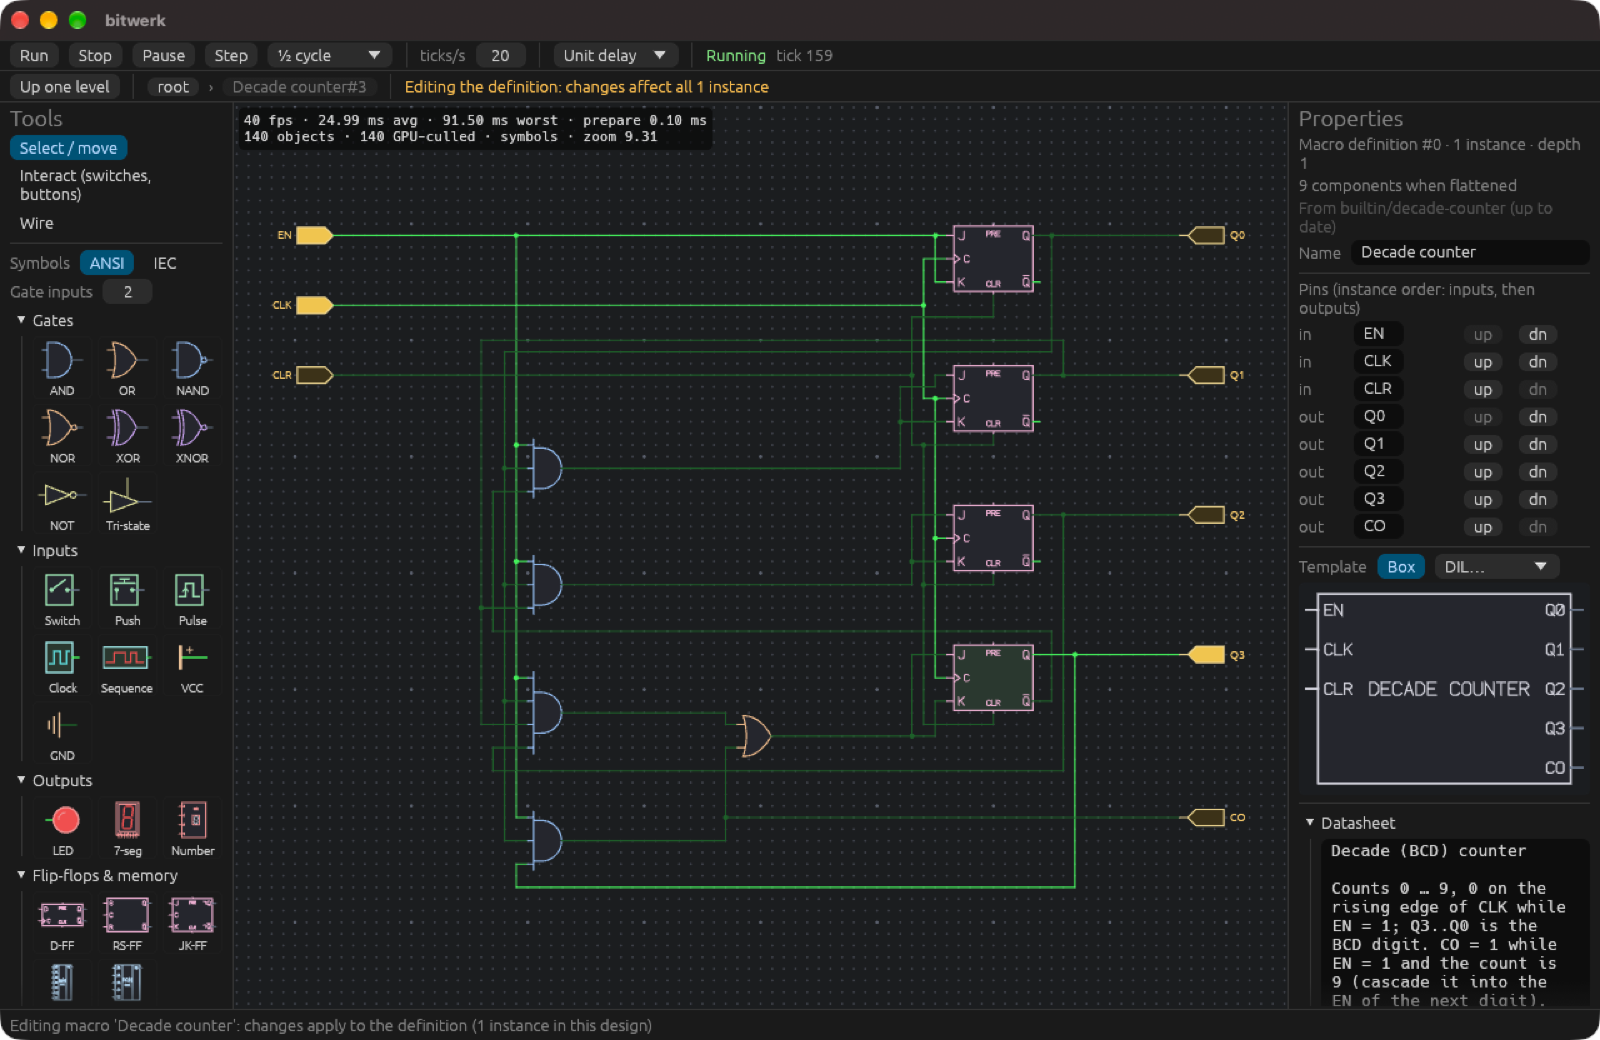 bitwerk
Run Stop Pause Step ½ cycle ticks/s 20 Unit delay Running tick 159
Up one level root › Decade counter#3 Editing the definition: changes affect all 1 instance
Tools
Select / move
Interact (switches,
buttons)
Wire
Symbols ANSI IEC
Gate inputs 2
Gates
AND OR NAND
NOR XOR XNOR
NOT Tri-state
Inputs
Switch Push Pulse
Clock Sequence VCC
GND
Outputs
LED 7-seg Number
Flip-flops & memory
D-FF RS-FF JK-FF
40 fps · 24.99 ms avg · 91.50 ms worst · prepare 0.10 ms
140 objects · 140 GPU-culled · symbols · zoom 9.31
EN
J PRE Q
C
K CLR Q̅
Q0
CLK
CLR
J PRE Q
C
K CLR Q̅
Q1
J PRE Q
C
K CLR Q̅
Q2
J PRE Q
C
K CLR Q̅
Q3
CO
Properties
Macro definition #0 · 1 instance · depth
1
9 components when flattened
From builtin/decade-counter (up to
date)
Name Decade counter
Pins (instance order: inputs, then
outputs)
in EN up dn
in CLK up dn
in CLR up dn
out Q0 up dn
out Q1 up dn
out Q2 up dn
out Q3 up dn
out CO up dn
Template Box DIL...
EN Q0
CLK Q1
CLR DECADE COUNTER Q2
Q3
CO
Datasheet
Decade (BCD) counter
Counts 0 … 9, 0 on the
rising edge of CLK while
EN = 1; Q3..Q0 is the
BCD digit. CO = 1 while
EN = 1 and the count is
9 (cascade it into the
EN of the next digit).
Editing macro 'Decade counter': changes apply to the definition (1 instance in this design)